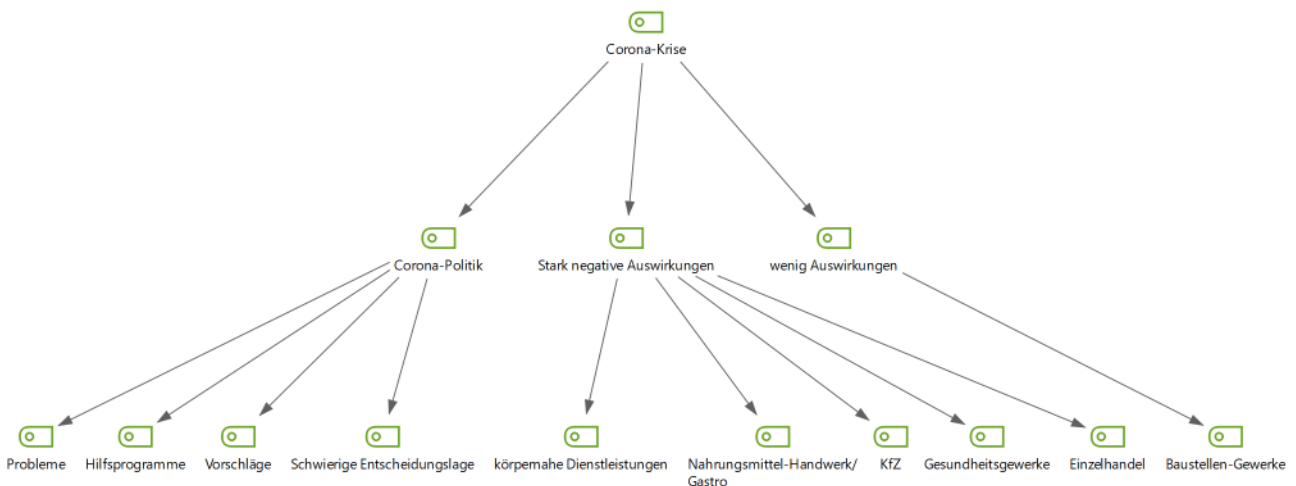 Corona-Krise
Corona-Politik
Stark negative Auswirkungen
wenig Auswirkungen
Probleme
Hilfsprogramme
Vorschläge
Schwierige Entscheidungslage
körpernahe Dienstleistungen
Nahrungsmittel-Handwerk/
Gastro
KfZ
Gesundheitsgewerke
Einzelhandel
Baustellen-Gewerke